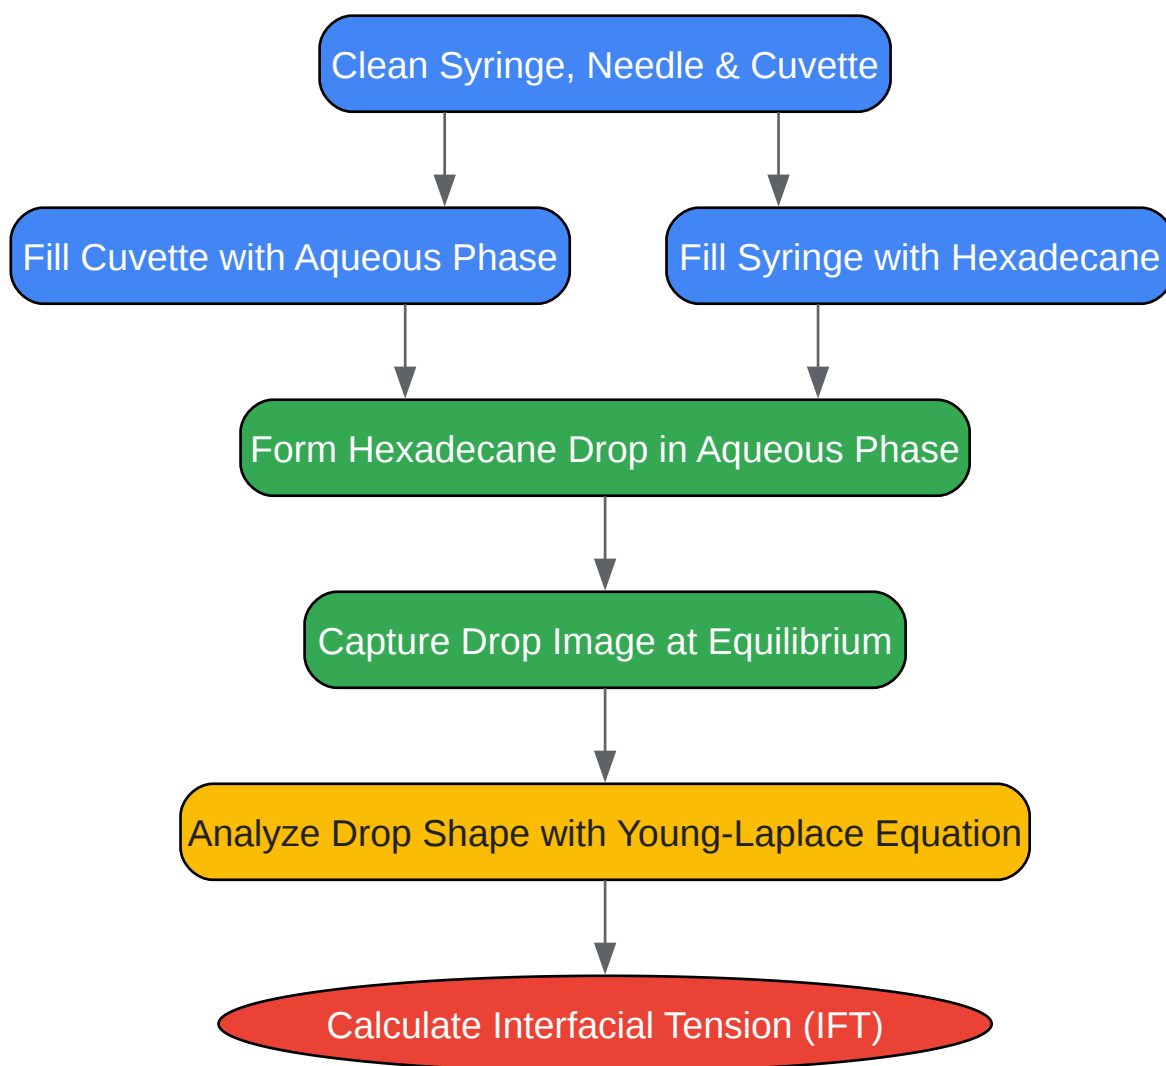 Clean Syringe, Needle & Cuvette
Fill Cuvette with Aqueous Phase
Fill Syringe with Hexadecane
Form Hexadecane Drop in Aqueous Phase
Capture Drop Image at Equilibrium
Analyze Drop Shape with Young-Laplace Equation
Calculate Interfacial Tension (IFT)